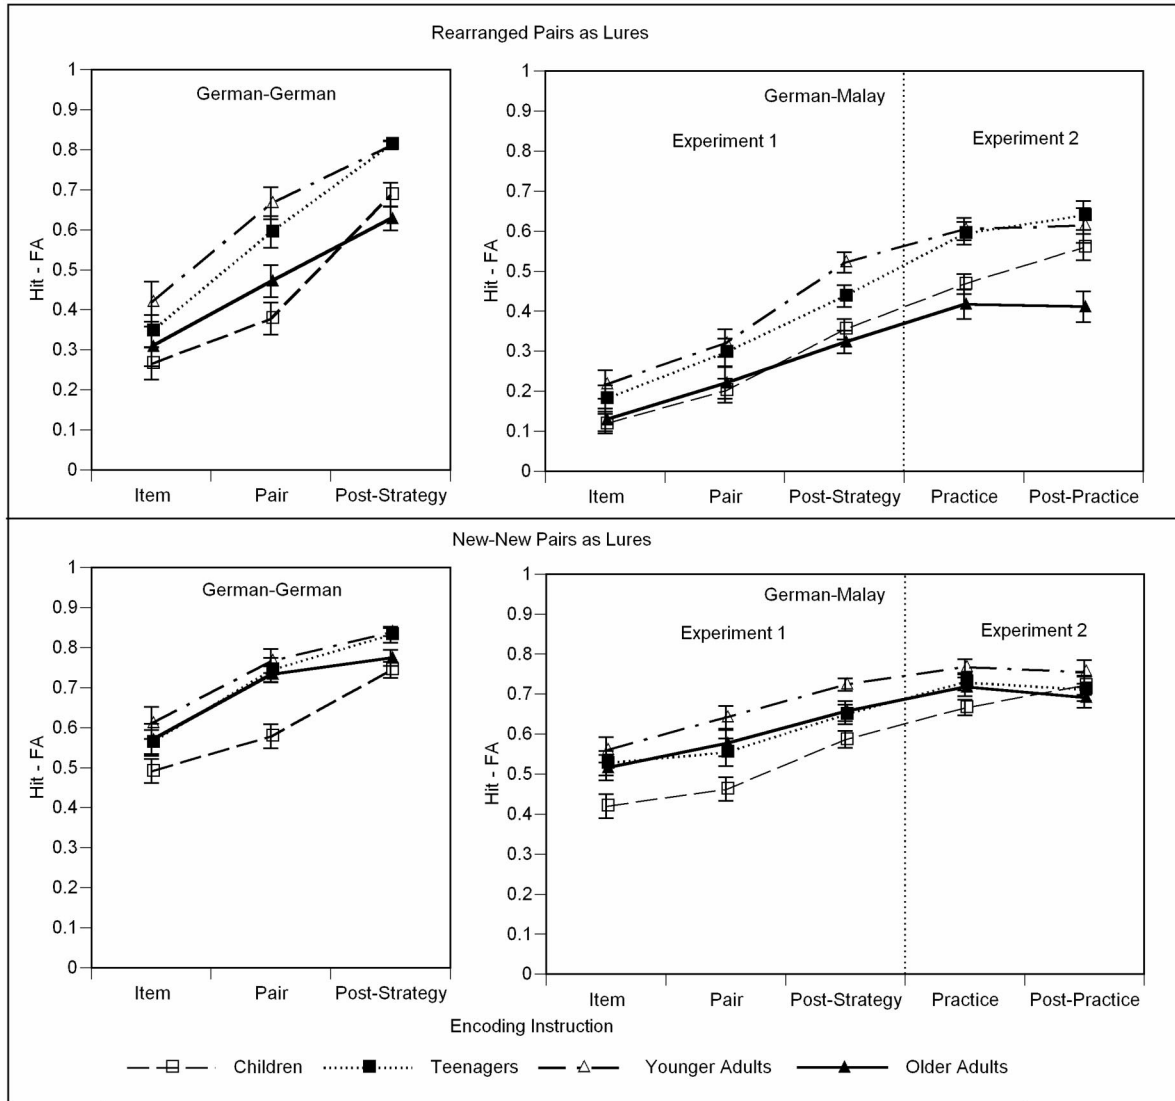 Rearranged Pairs as Lures
German-German
Hit - FA
1
0.9
0.8
0.7
0.6
0.5
0.4
0.3
0.2
0.1
0
Item Pair Post-Strategy
German-Malay
Experiment 1
Experiment 2
Hit - FA
1
0.9
0.8
0.7
0.6
0.5
0.4
0.3
0.2
0.1
0
Item Pair Post-Strategy Practice Post-Practice
New-New Pairs as Lures
German-German
Hit - FA
1
0.9
0.8
0.7
0.6
0.5
0.4
0.3
0.2
0.1
0
Item Pair Post-Strategy
German-Malay
Experiment 1
Experiment 2
Hit - FA
1
0.9
0.8
0.7
0.6
0.5
0.4
0.3
0.2
0.1
0
Item Pair Post-Strategy Practice Post-Practice
Encoding Instruction
Children Teenagers Younger Adults Older Adults